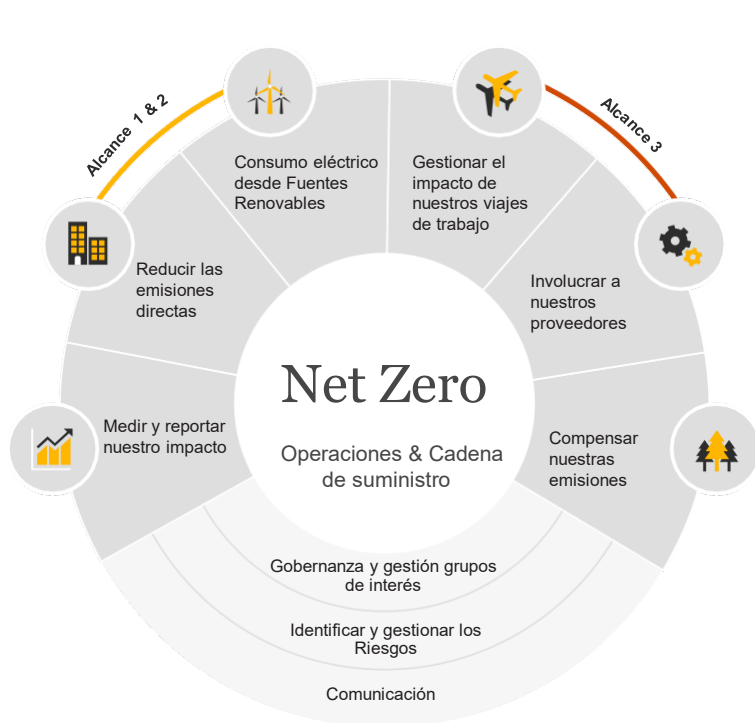 Alcance 1 & 2
Alcance 3
Consumo eléctrico
desde Fuentes
Renovables
Gestionar el
impacto de
nuestros viajes
de trabajo
Reducir las
emisiones
directas
Involucrar a
nuestros
proveedores
Medir y reportar
nuestro impacto
Net Zero
Operaciones & Cadena
de suministro
Compensar
nuestras
emisiones
Gobernanza y gestión grupos
de interés
Identificar y gestionar los
Riesgos
Comunicación